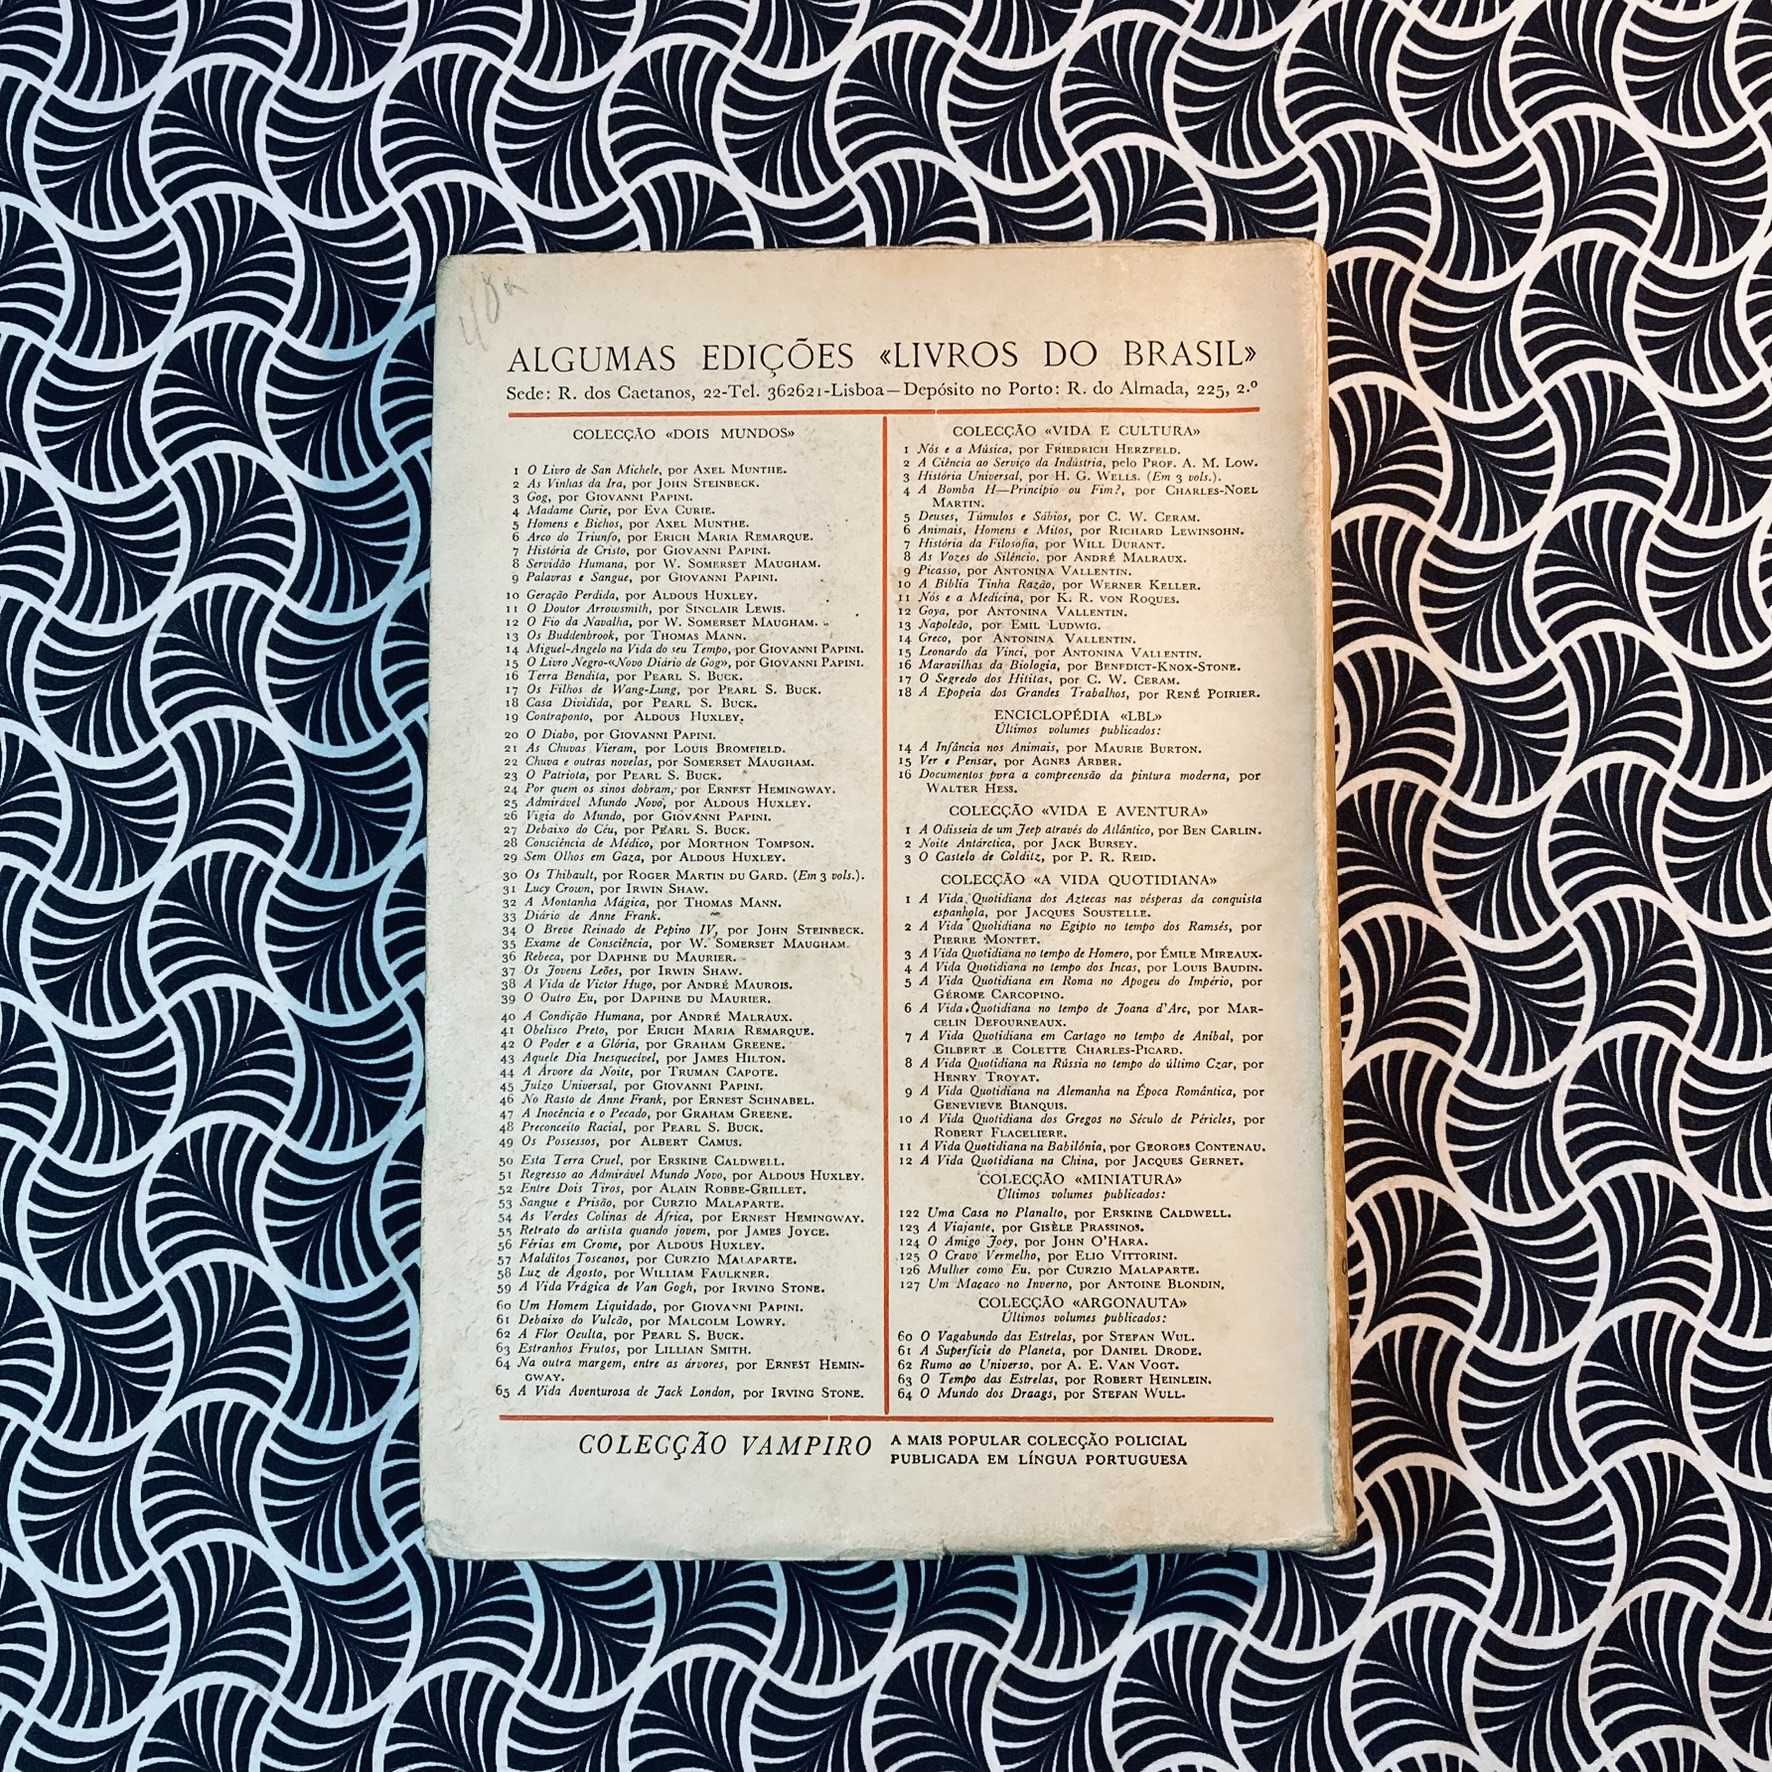 ALGUMAS EDIÇÕES «LIVROS DO BRASIL»
Sede: R. dos Caetanos, 22-Tel. 362621-Lisboa—Depósito no Porto: R. do Almada, 225, 2.º
COLECÇÃO «DOIS MUNDOS»
1 O Livro de San Michele, por AXEL MUNTHE.
2 As Vinhas da Ira, por JOHN STEINBECK.
3 Gog, por GIOVANNI PAPINI.
4 Madame Curie, por EVA CURIE.
5 Homens e Bichos, por AXEL MUNTHE.
6 Arco do Triunfo, por ERICH MARIA REMARQUE.
7 História de Cristo, por GIOVANNI PAPINI.
8 Servidão Humana, por W. SOMERSET MAUGHAM.
9 Palavras e Sangue, por GIOVANNI PAPINI.
10 Geração Perdida, por ALDOUS HUXLEY.
11 O Doutor Arrowsmith, por SINCLAIR LEWIS.
12 O Fio da Navalha, por W. SOMERSET MAUGHAM.
13 Os Buddenbrook, por THOMAS MANN.
14 Miguel-Angelo na Vida do seu Tempo, por GIOVANNI PAPINI.
15 O Livro Negro-«Novo Diário de Gog», por GIOVANNI PAPINI.
16 Terra Bendita, por PEARL S. BUCK.
17 Os Filhos de Wang-Lung, por PEARL S. BUCK.
18 Casa Dividida, por PEARL S. BUCK.
19 Contraponto, por ALDOUS HUXLEY.
20 O Diabo, por GIOVANNI PAPINI.
21 As Chuvas Vieram, por LOUIS BROMFIELD.
22 Chuva e outras novelas, por SOMERSET MAUGHAM.
23 O Patriota, por PEARL S. BUCK.
24 Por quem os sinos dobram, por ERNEST HEMINGWAY.
25 Admirável Mundo Novo, por ALDOUS HUXLEY.
26 Vigia do Mundo, por GIOVANNI PAPINI.
27 Debaixo do Céu, por PEARL S. BUCK.
28 Consciência de Médico, por MORTHON TOMPSON.
29 Sem Olhos em Gaza, por ALDOUS HUXLEY.
30 Os Thibault, por ROGER MARTIN DU GARD. (Em 3 vols.).
31 Lucy Crown, por IRWIN SHAW.
32 A Montanha Mágica, por THOMAS MANN.
33 Diário de Anne Frank.
34 O Breve Reinado de Pepino IV, por JOHN STEINBECK.
35 Exame de Consciência, por W. SOMERSET MAUGHAM.
36 Rebeca, por DAPHNE DU MAURIER.
37 Os Jovens Leões, por IRWIN SHAW.
38 A Vida de Victor Hugo, por ANDRÉ MAUROIS.
39 O Outro Eu, por DAPHNE DU MAURIER.
40 A Condição Humana, por ANDRÉ MALRAUX.
41 Obelisco Preto, por ERICH MARIA REMARQUE.
42 O Poder e a Glória, por GRAHAM GREENE.
43 Aquele Dia Inesquecível, por JAMES HILTON.
44 A Árvore da Noite, por TRUMAN CAPOTE.
45 Juízo Universal, por GIOVANNI PAPINI.
46 No Rasto de Anne Frank, por ERNEST SCHNABEL.
47 A Inocência e o Pecado, por GRAHAM GREENE.
48 Preconceito Racial, por PEARL S. BUCK.
49 Os Possessos, por ALBERT CAMUS.
50 Esta Terra Cruel, por ERSKINE CALDWELL.
51 Regresso ao Admirável Mundo Novo, por ALDOUS HUXLEY.
52 Entre Dois Tiros, por ALAIN ROBBE-GRILLET.
53 Sangue e Prisão, por CURZIO MALAPARTE.
54 As Verdes Colinas de África, por ERNEST HEMINGWAY.
55 Retrato do artista quando jovem, por JAMES JOYCE.
56 Férias em Crome, por ALDOUS HUXLEY.
57 Malditos Toscanos, por CURZIO MALAPARTE.
58 Luz de Agosto, por WILLIAM FAULKNER.
59 A Vida Vrágica de Van Gogh, por IRVING STONE.
60 Um Homem Liquidado, por GIOVANNI PAPINI.
61 Debaixo do Vulcão, por MALCOLM LOWRY.
62 A Flor Oculta, por PEARL S. BUCK.
63 Estranhos Frutos, por LILLIAN SMITH.
64 Na outra margem, entre as árvores, por ERNEST HEMIN-
GWAY.
65 A Vida Aventurosa de Jack London, por IRVING STONE.
COLECÇÃO «VIDA E CULTURA»
1 Nós e a Música, por FRIEDRICH HERZFELD.
2 A Ciência ao Serviço da Indústria, pelo PROF. A. M. LOW.
3 História Universal, por H. G. WELLS. (Em 3 vols.).
4 A Bomba H—Princípio ou Fim?, por CHARLES-NOEL
MARTIN.
5 Deuses, Túmulos e Sábios, por C. W. CERAM.
6 Animais, Homens e Mitos, por RICHARD LEWINSOHN.
7 História da Filosofia, por WILL DURANT.
8 As Vozes do Silêncio, por ANDRÉ MALRAUX.
9 Picasso, por ANTONINA VALLENTIN.
10 A Bíblia Tinha Razão, por WERNER KELLER.
11 Nós e a Medicina, por K. R. VON ROQUES.
12 Goya, por ANTONINA VALLENTIN.
13 Napoleão, por EMIL LUDWIG.
14 Greco, por ANTONINA VALLENTIN.
15 Leonardo da Vinci, por ANTONINA VALLENTIN.
16 Maravilhas da Biologia, por BENEDICT-KNOX-STONE.
17 O Segredo dos Hititas, por C. W. CERAM.
18 A Epopeia dos Grandes Trabalhos, por RENÉ POIRIER.
ENCICLOPÉDIA «LBL»
Últimos volumes publicados:
14 A Infância nos Animais, por MAURIE BURTON.
15 Ver e Pensar, por AGNES ARBER.
16 Documentos para a compreensão da pintura moderna, por
WALTER HESS.
COLECÇÃO «VIDA E AVENTURA»
1 A Odisseia de um Jeep através do Atlântico, por BEN CARLIN.
2 Noite Antárctica, por JACK BURSEY.
3 O Castelo de Colditz, por P. R. REID.
COLECÇÃO «A VIDA QUOTIDIANA»
1 A Vida Quotidiana dos Aztecas nas vésperas da conquista
espanhola, por JACQUES SOUSTELLE.
2 A Vida Quotidiana no Egipto no tempo dos Ramsés, por
PIERRE MONTET.
3 A Vida Quotidiana no tempo de Homero, por ÉMILE MIREAUX.
4 A Vida Quotidiana no tempo dos Incas, por LOUIS BAUDIN.
5 A Vida Quotidiana em Roma no Apogeu do Império, por
GÉROME CARCOPINO.
6 A Vida Quotidiana no tempo de Joana d'Arc, por MAR-
CELIN DEFOURNEAUX.
7 A Vida Quotidiana em Cartago no tempo de Aníbal, por
GILBERT E COLETTE CHARLES-PICARD.
8 A Vida Quotidiana na Rússia no tempo do último Czar, por
HENRY TROYAT.
9 A Vida Quotidiana na Alemanha na Época Romântica, por
GENEVIEVE BIANQUIS.
10 A Vida Quotidiana dos Gregos no Século de Péricles, por
ROBERT FLACELIERE.
11 A Vida Quotidiana na Babilónia, por GEORGES CONTENAU.
12 A Vida Quotidiana na China, por JACQUES GERNET.
COLECÇÃO «MINIATURA»
Últimos volumes publicados:
122 Uma Casa no Planalto, por ERSKINE CALDWELL.
123 A Viajante, por GISÈLE PRASSINOS.
124 O Amigo Joey, por JOHN O'HARA.
125 O Cravo Vermelho, por ELIO VITTORINI.
126 Mulher como Eu, por CURZIO MALAPARTE.
127 Um Macaco no Inverno, por ANTOINE BLONDIN.
COLECÇÃO «ARGONAUTA»
Últimos volumes publicados:
60 O Vagabundo das Estrelas, por STEFAN WUL.
61 A Superfície do Planeta, por DANIEL DRODE.
62 Rumo ao Universo, por A. E. VAN VOGT.
63 O Tempo das Estrelas, por ROBERT HEINLEIN.
64 O Mundo dos Draags, por STEFAN WULL.
COLECÇÃO VAMPIRO A MAIS POPULAR COLECÇÃO POLICIAL
PUBLICADA EM LÍNGUA PORTUGUESA